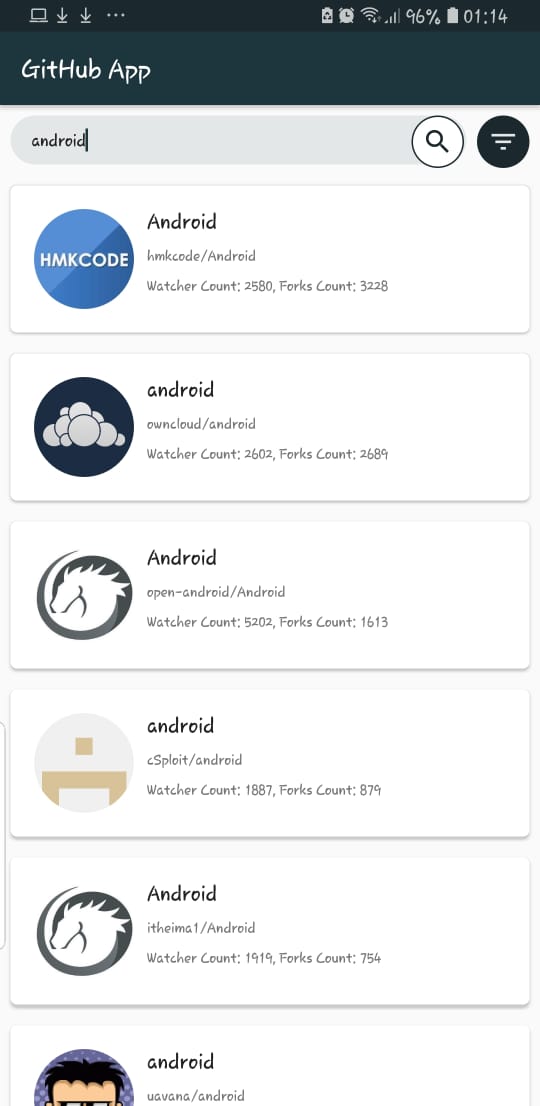 96% 01:14
GitHub App
android
Android
HMKCODE
hmkcode/Android
Watcher Count: 2580, Forks Count: 3228
android
owncloud/android
Watcher Count: 2602, Forks Count: 2689
Android
open-android/Android
Watcher Count: 5202, Forks Count: 1613
android
cSploit/android
Watcher Count: 1887, Forks Count: 879
Android
itheima1/Android
Watcher Count: 1919, Forks Count: 754
android
uavana/android